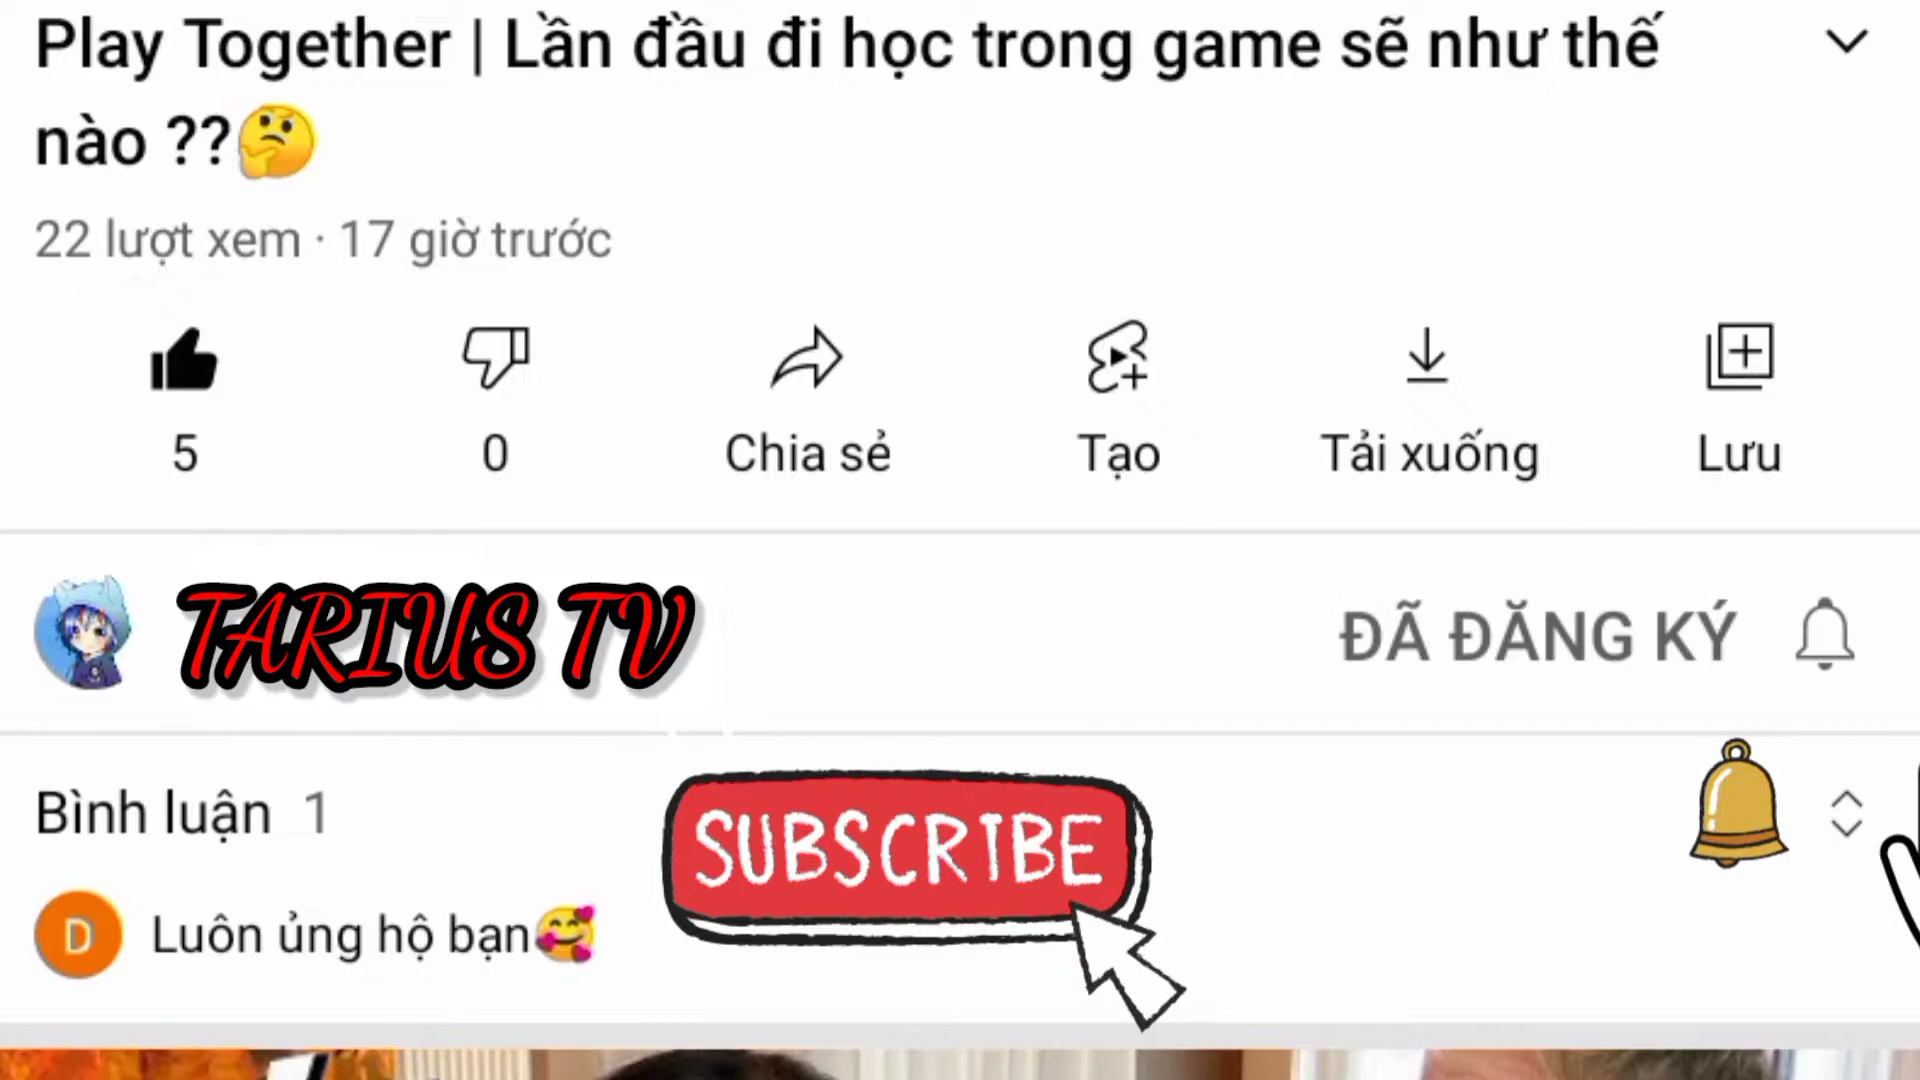 Play Together | Lần đầu đi học trong game sẽ như thế
nào ??🤔
22 lượt xem · 17 giờ trước
5 0 Chia sẻ Tạo Tải xuống Lưu
TARIUS TV ĐÃ ĐĂNG KÝ
Bình luận 1
SUBSCRIBE
D Luôn ủng hộ bạn🥰